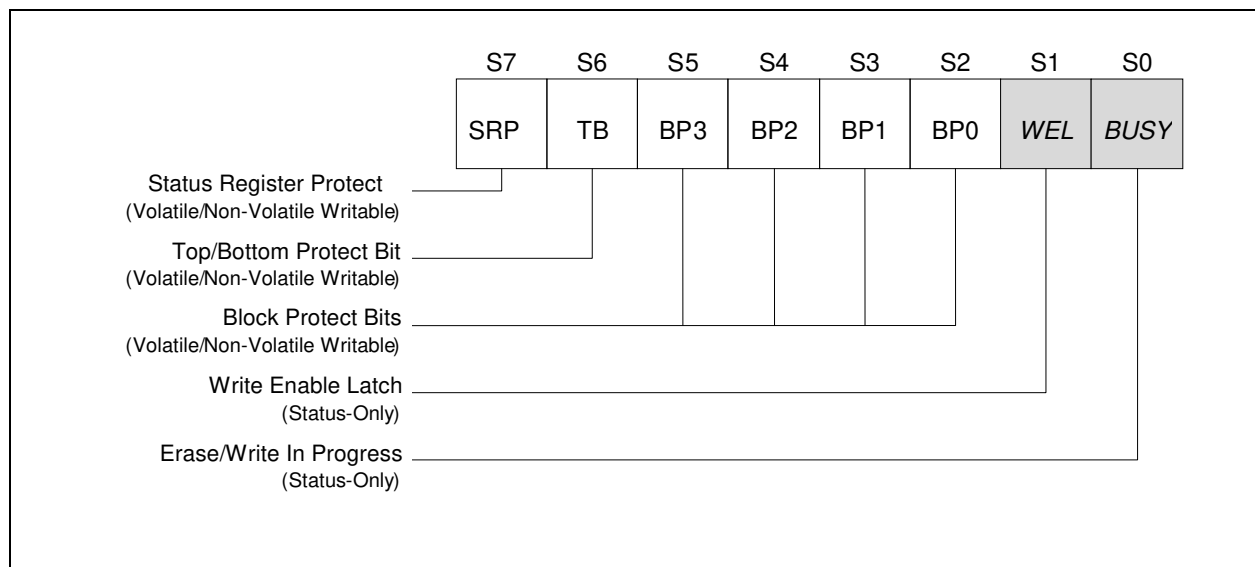 S7 S6 S5 S4 S3 S2 S1 S0
SRP TB BP3 BP2 BP1 BP0 WEL BUSY
Status Register Protect
(Volatile/Non-Volatile Writable)
Top/Bottom Protect Bit
(Volatile/Non-Volatile Writable)
Block Protect Bits
(Volatile/Non-Volatile Writable)
Write Enable Latch
(Status-Only)
Erase/Write In Progress
(Status-Only)